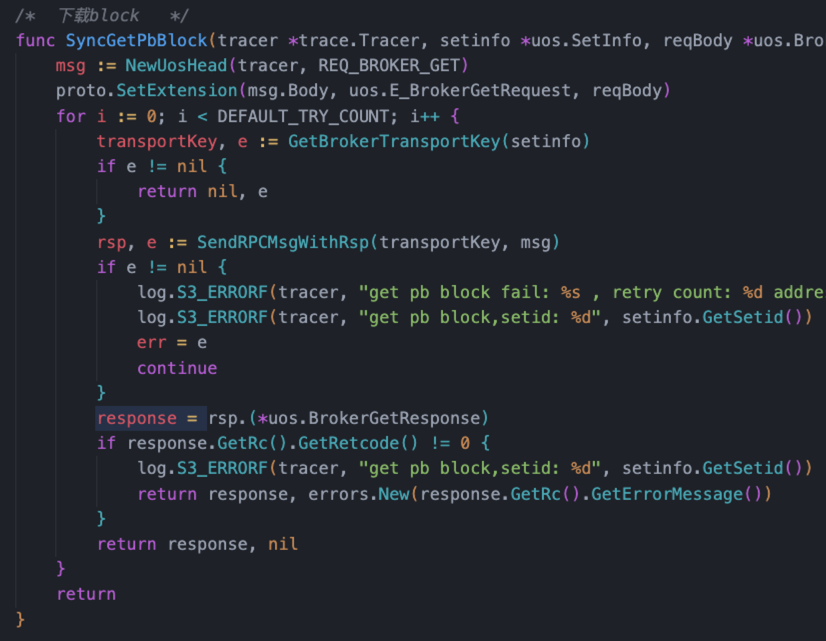 /*  下载block   */
func SyncGetPbBlock(tracer *trace.Tracer, setinfo *uos.SetInfo, reqBody *uos.Bro
    msg := NewUosHead(tracer, REQ_BROKER_GET)
    proto.SetExtension(msg.Body, uos.E_BrokerGetRequest, reqBody)
    for i := 0; i < DEFAULT_TRY_COUNT; i++ {
        transportKey, e := GetBrokerTransportKey(setinfo)
        if e != nil {
            return nil, e
        }
        rsp, e := SendRPCMsgWithRsp(transportKey, msg)
        if e != nil {
            log.S3_ERRORF(tracer, "get pb block fail: %s , retry count: %d addre
            log.S3_ERRORF(tracer, "get pb block,setid: %d", setinfo.GetSetid())
            err = e
            continue
        }
        response = rsp.(*uos.BrokerGetResponse)
        if response.GetRc().GetRetcode() != 0 {
            log.S3_ERRORF(tracer, "get pb block,setid: %d", setinfo.GetSetid())
            return response, errors.New(response.GetRc().GetErrorMessage())
        }
        return response, nil
    }
    return
}